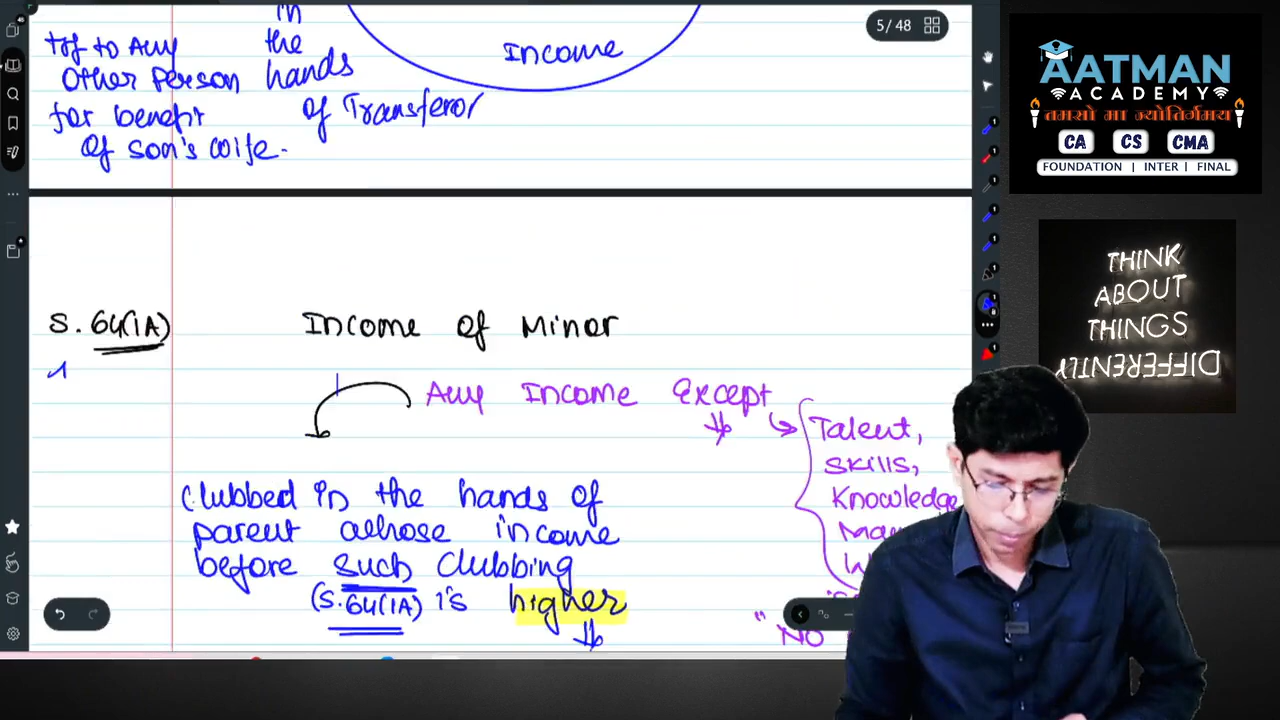 in
trf to Any
the
Other Person
hands
for benefit
of Transferor
Of son's wife.
Income
5 / 48
AATMAN
ACADEMY
तमसो मा ज्योतिर्गमय
CA CS CMA
FOUNDATION | INTER | FINAL
THINK
ABOUT
THINGS
DIFFERENTLY
S. 64(1A)
Income Of Minor
Any Income Except
Talent,
Skills,
Knowledge
Clubbed in the hands of
parent whose income
before such Clubbing
(S. 64(1A) is higher
"NO